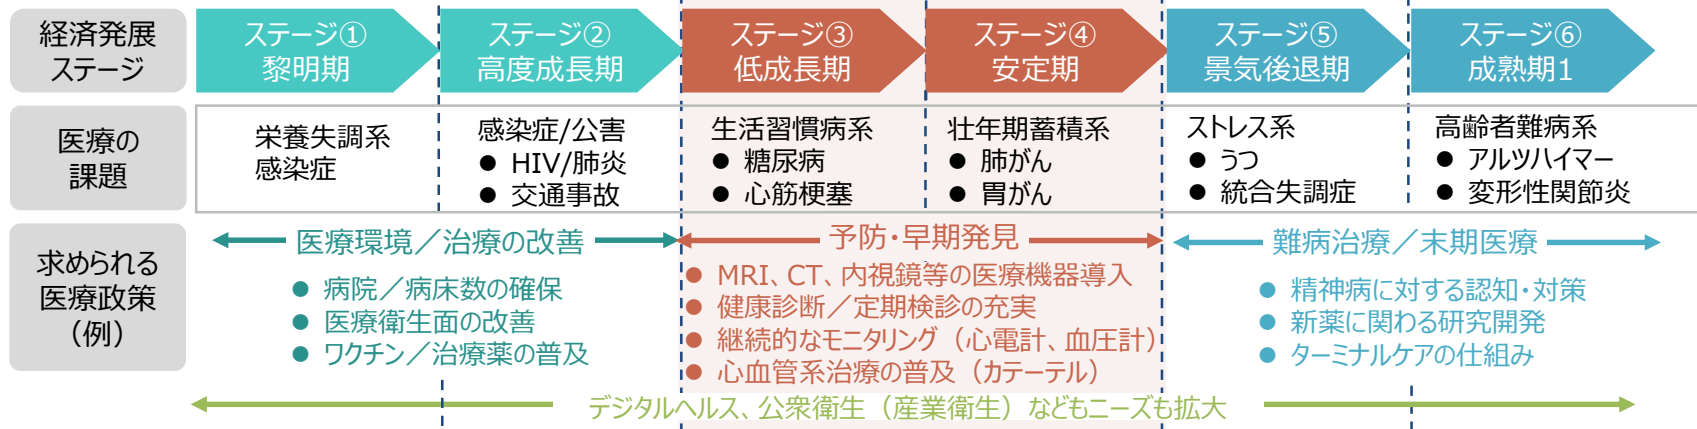 経済発展
ステージ
ステージ①
黎明期
ステージ②
高度成長期
ステージ③
低成長期
ステージ④
安定期
ステージ⑤
景気後退期
ステージ⑥
成熟期1
医療の
課題
栄養失調系
感染症
感染症/公害
● HIV/肺炎
● 交通事故
生活習慣病系
● 糖尿病
● 心筋梗塞
壮年期蓄積系
● 肺がん
● 胃がん
ストレス系
● うつ
● 統合失調症
高齢者難病系
● アルツハイマー
● 変形性関節炎
求められる
医療政策
（例）
医療環境／治療の改善
● 病院／病床数の確保
● 医療衛生面の改善
● ワクチン／治療薬の普及
予防・早期発見
● MRI、CT、内視鏡等の医療機器導入
● 健康診断／定期検診の充実
● 継続的なモニタリング（心電計、血圧計）
● 心血管系治療の普及（カテーテル）
難病治療／末期医療
● 精神病に対する認知・対策
● 新薬に関わる研究開発
● ターミナルケアの仕組み
デジタルヘルス、公衆衛生（産業衛生）などもニーズも拡大